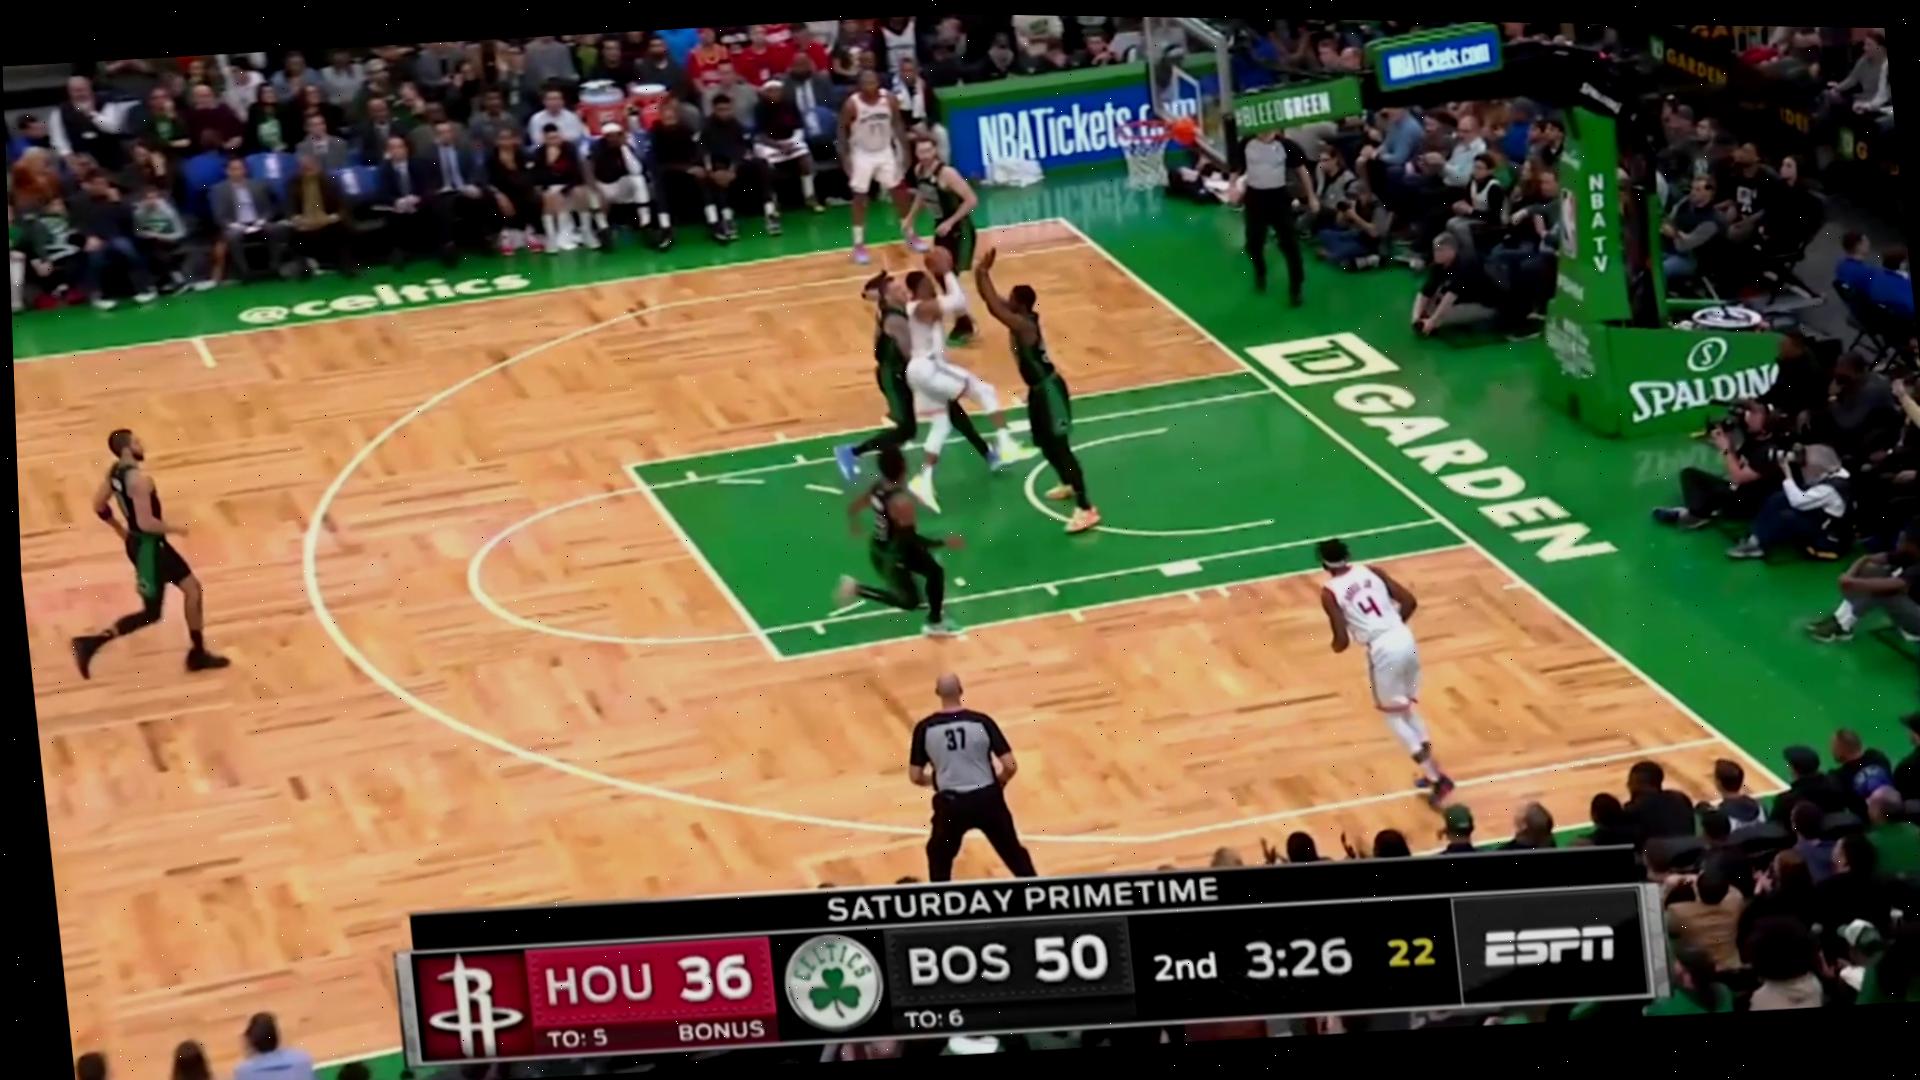 NBATickets.com
GARDEN
NBATickets.com
#BLEEDGREEN
NBA TV
@celtics
TD GARDEN
SPALDING
4
37
SATURDAY PRIMETIME
HOU 36
TO: 5 BONUS
CELTICS
BOS 50
TO: 6
2nd 3:26 22
ESPN